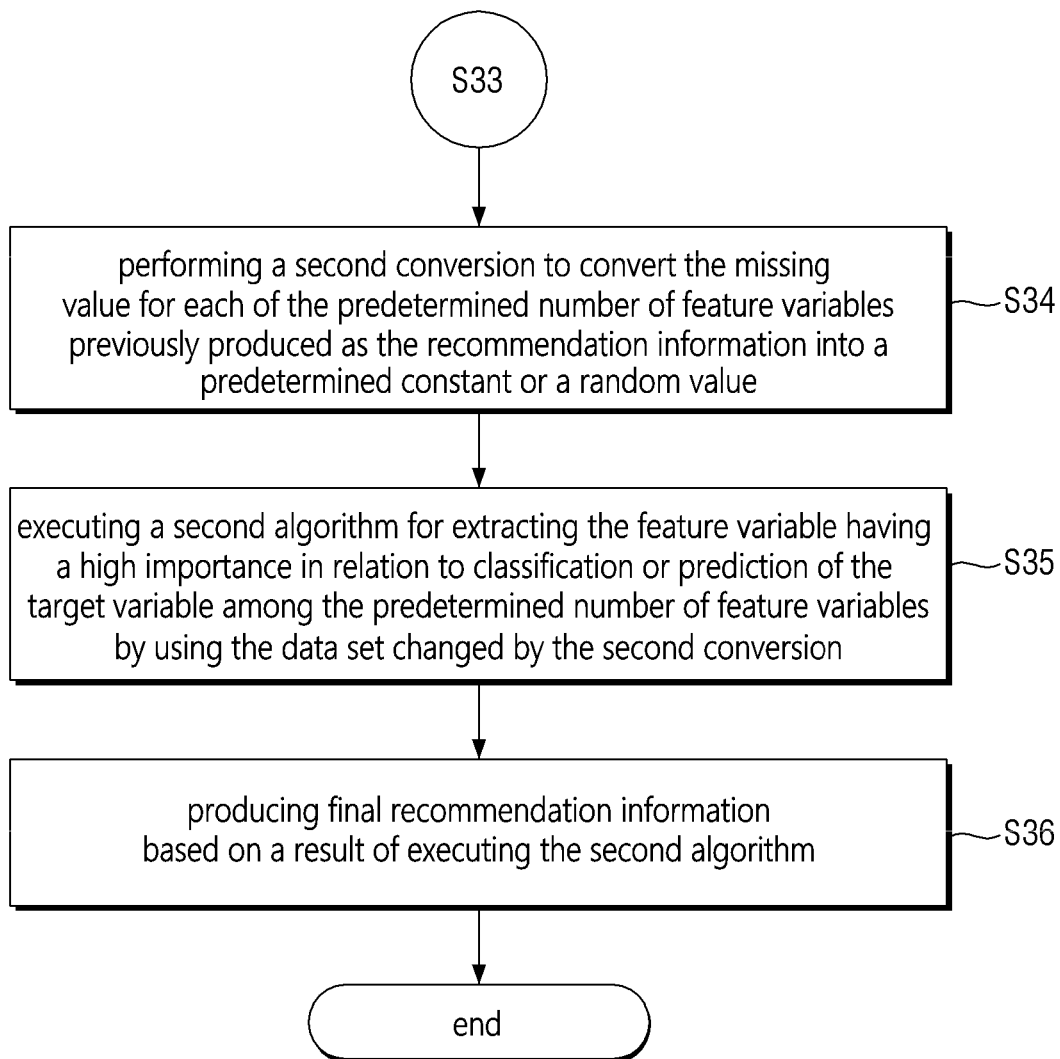 S33
performing a second conversion to convert the missing
value for each of the predetermined number of feature variables
previously produced as the recommendation information into a
predetermined constant or a random value
S34
executing a second algorithm for extracting the feature variable having
a high importance in relation to classification or prediction of the
target variable among the predetermined number of feature variables
by using the data set changed by the second conversion
S35
producing final recommendation information
based on a result of executing the second algorithm
S36
end